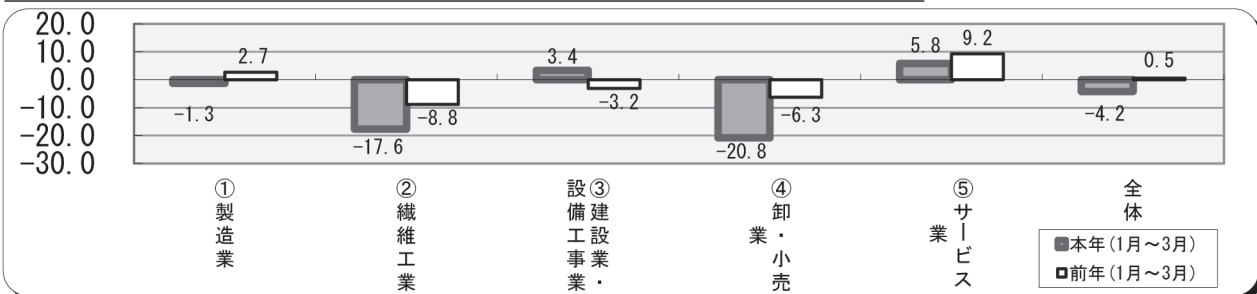 20.0
10.0
0.0
-10.0
-20.0
-30.0
-1.3
2.7
-17.6
-8.8
3.4
-3.2
-20.8
-6.3
5.8
9.2
-4.2
0.5
①製造業
②繊維工業
③建設業・
設備工事業
④卸・小売
業
⑤サービス
業
全体
本年(1月～3月)
前年(1月～3月)